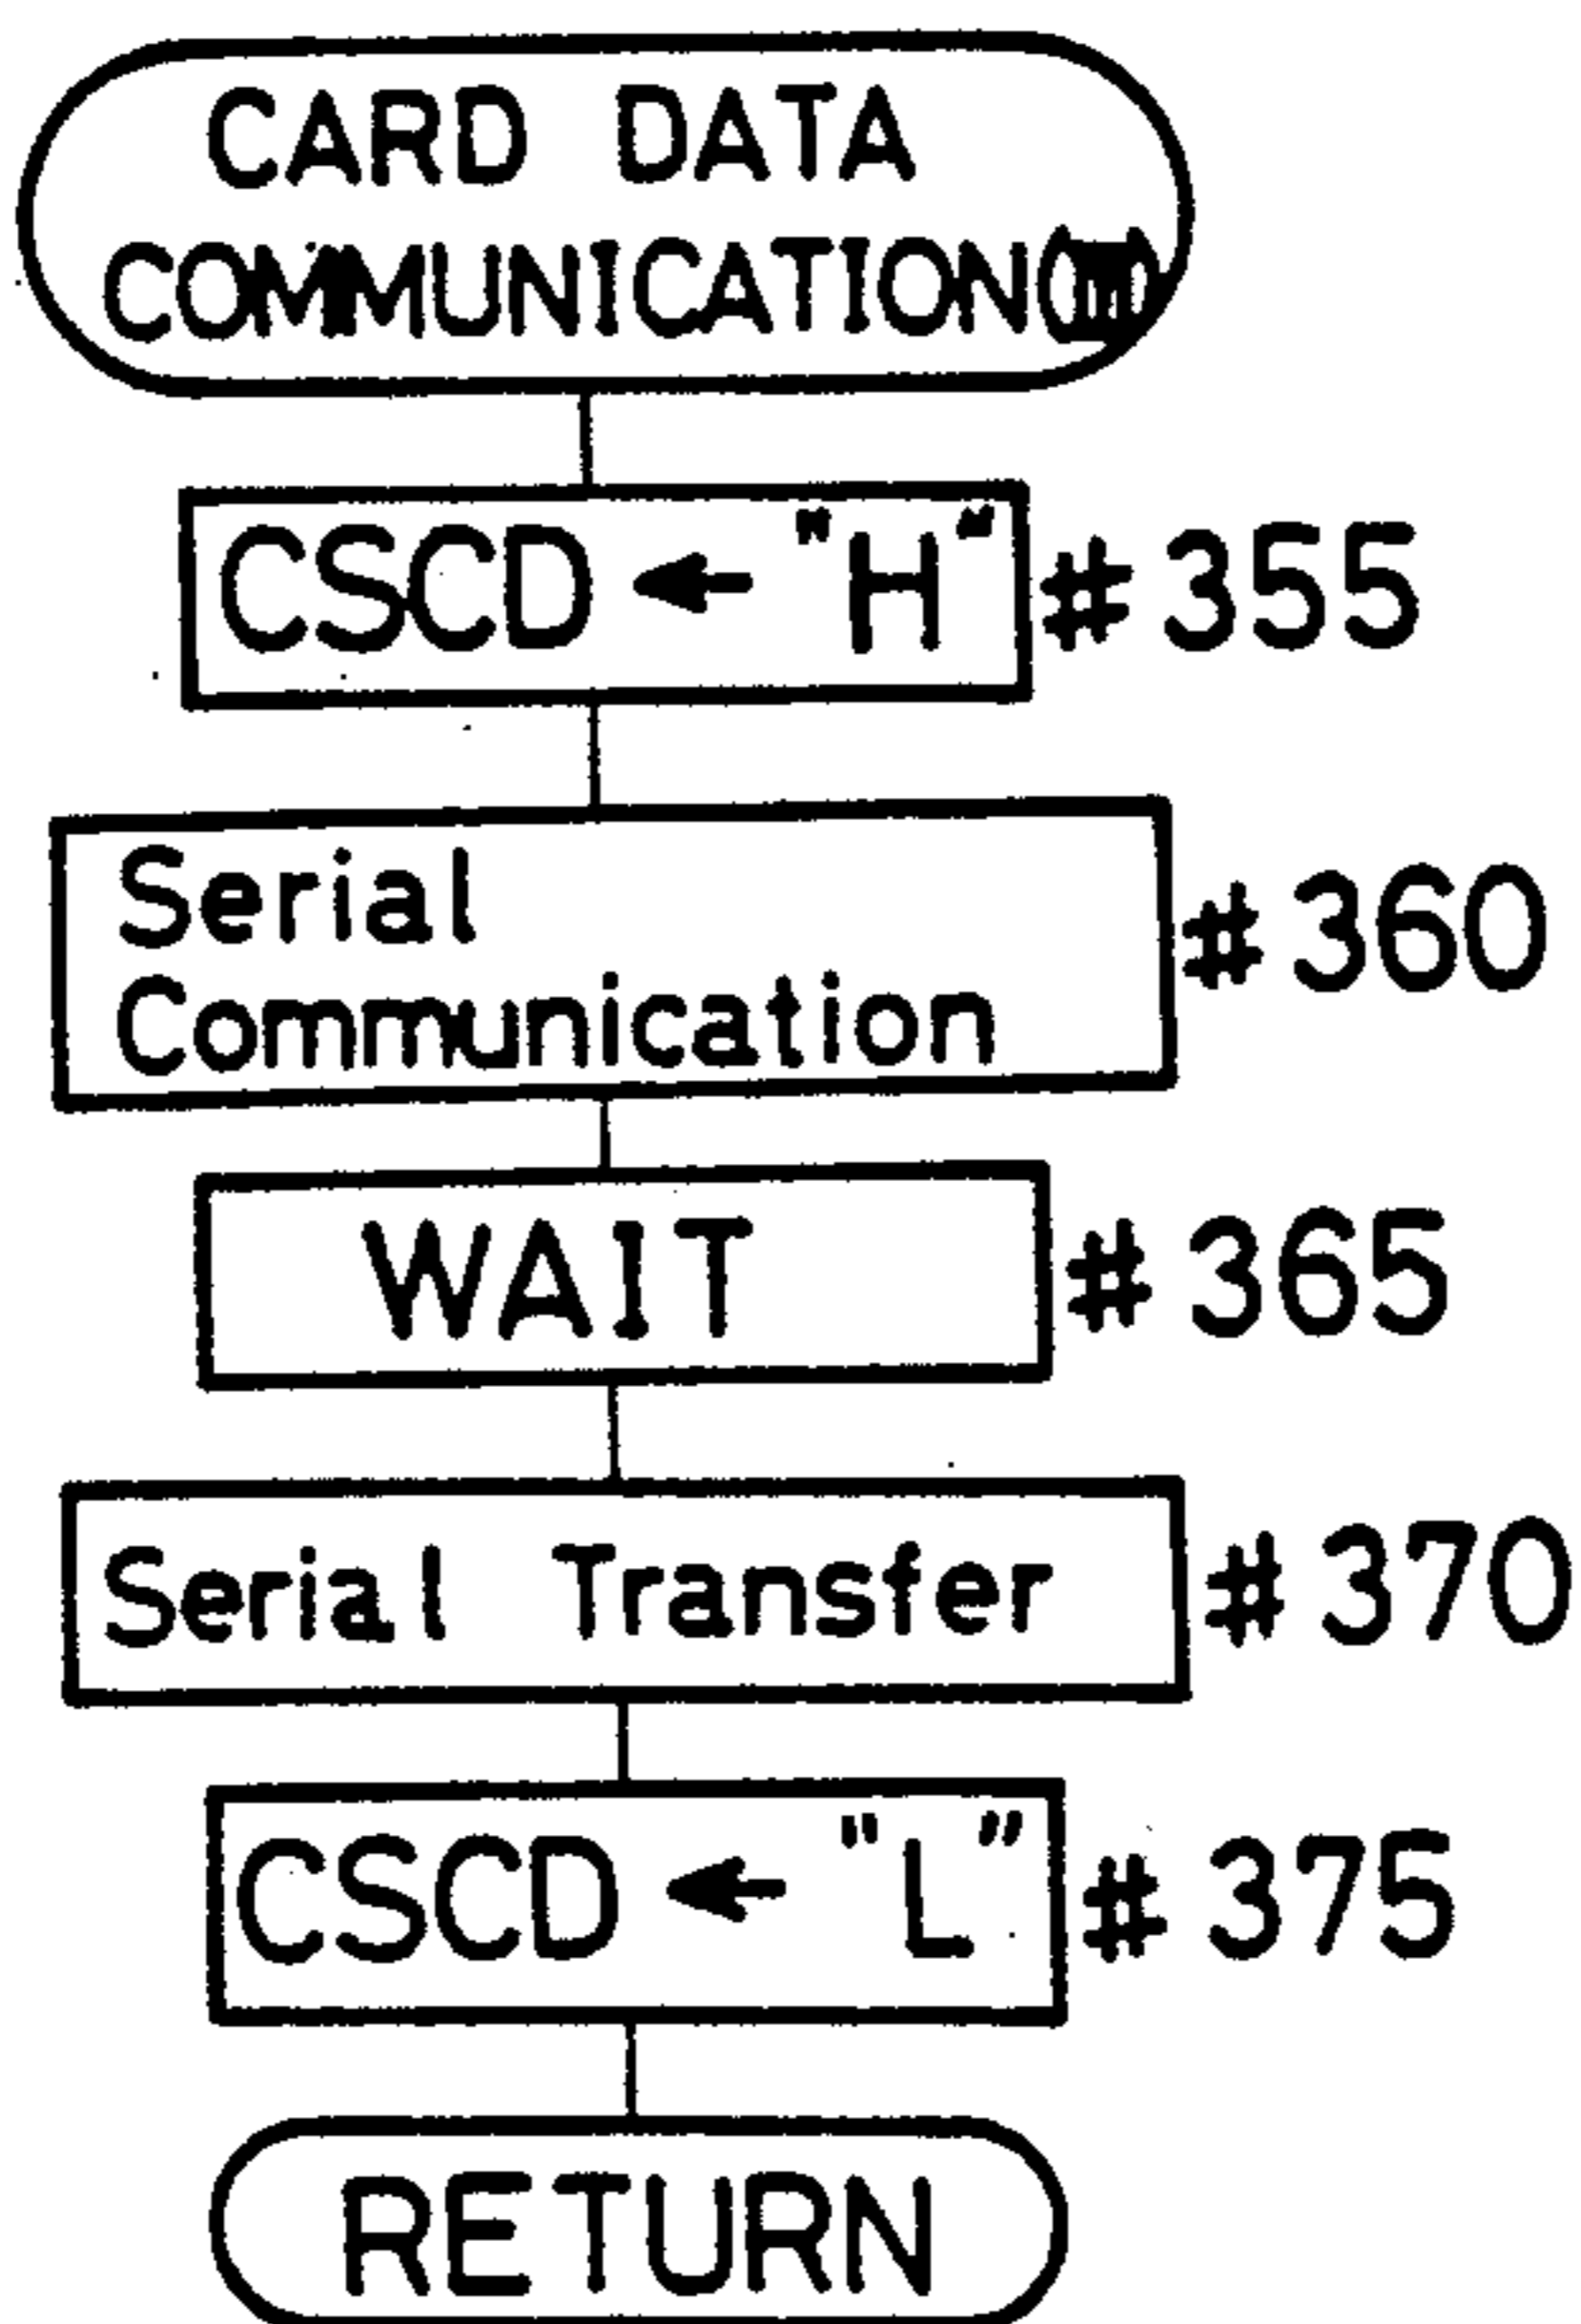 CARD DATA
COMMUNICATION
CSCD ← "H" #355
Serial
Communication
#360
WAIT #365
Serial Transfer #370
CSCD ← "L" #375
RETURN